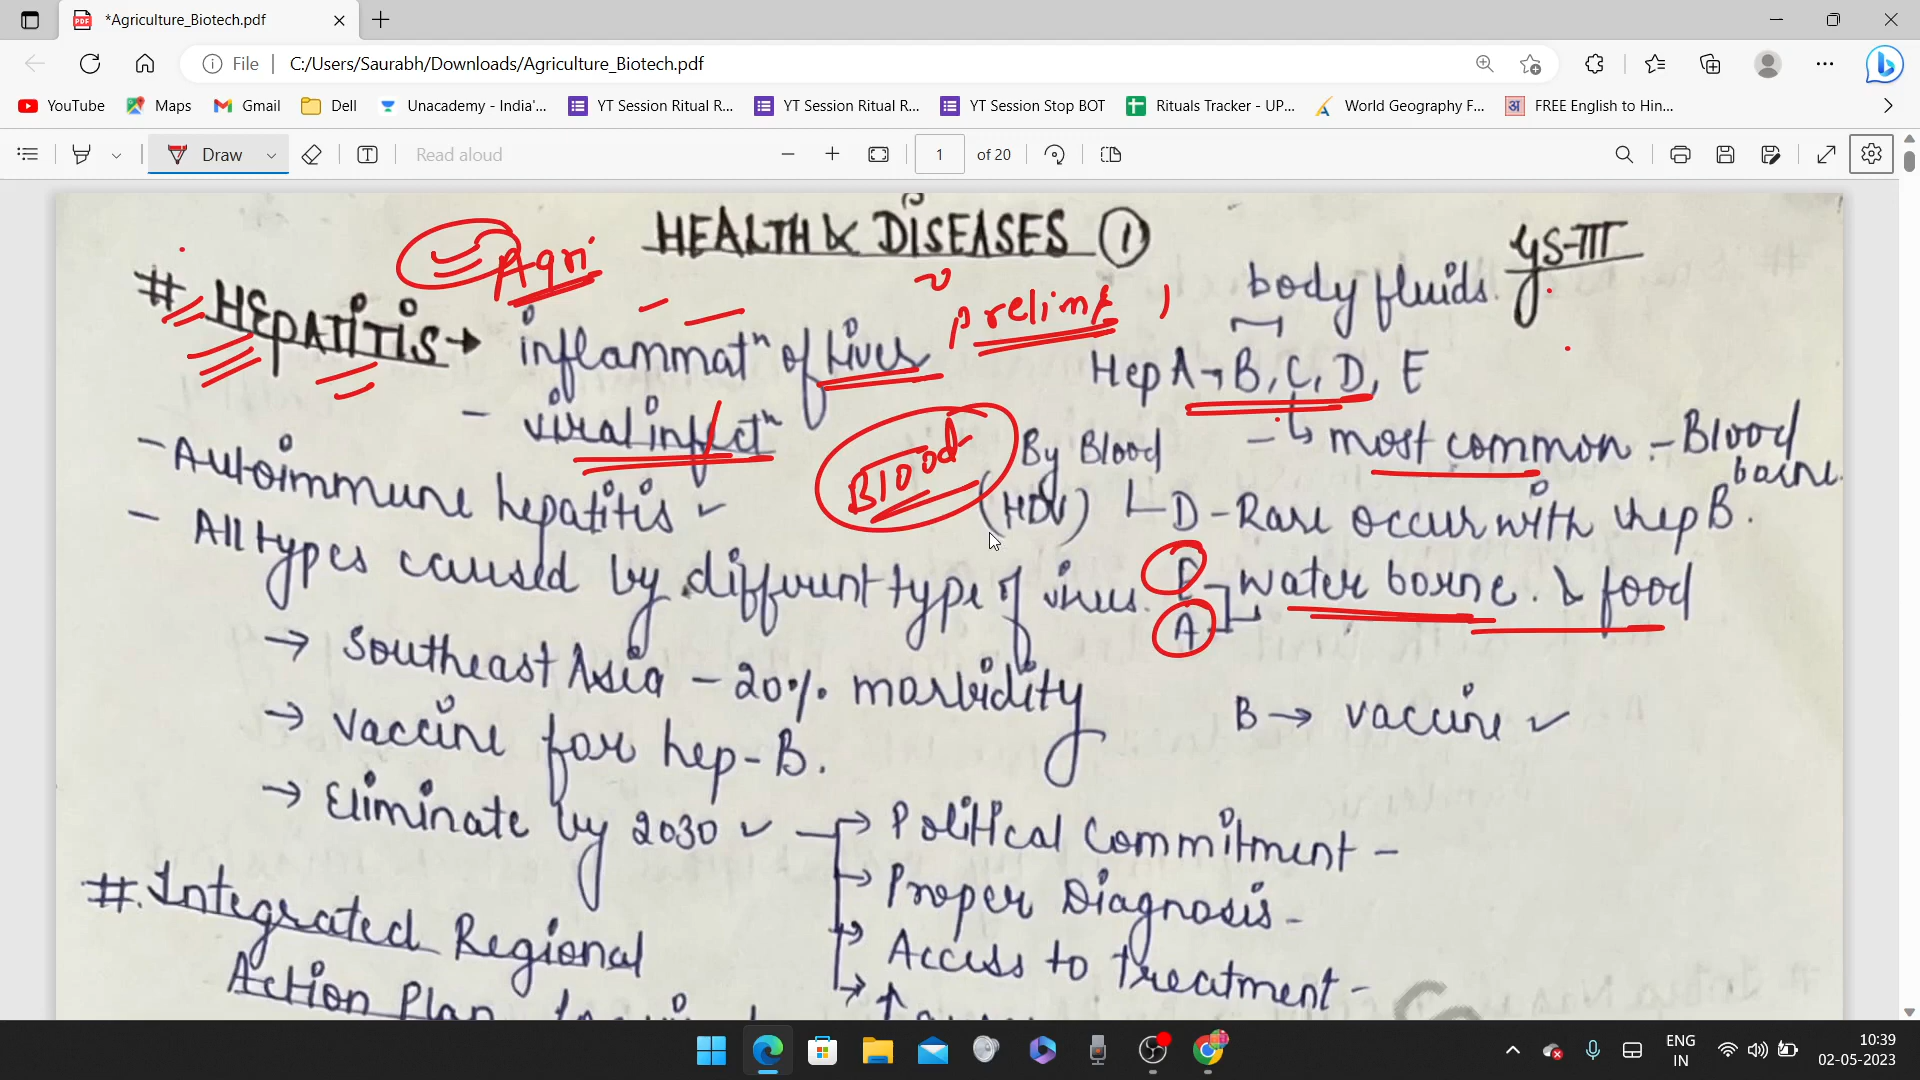 *Agriculture_Biotech.pdf
File C:/Users/Saurabh/Downloads/Agriculture_Biotech.pdf
YouTube Maps Gmail Dell Unacademy - India'... YT Session Ritual R... YT Session Ritual R... YT Session Stop BOT Rituals Tracker - UP... World Geography F... FREE English to Hin...
Draw Read aloud 1 of 20
HEALTH & DISEASES 1
GS-III
Agri
# HEPATITIS → inflammatn of liver
prelims
body fluids.
Hep A, B, C, D, E
- viral infectn
Blood
By Blood
- ↳ most common - Blood borne.
- Autoimmune hepatitis ✓
(HDV) D - Rare occur with hep B.
- All types caused by different type of virus.
E - water borne. & food
A
→ Southeast Asia - 20% morbidity
→ Vaccine for hep-B.
B → vaccine ✓
→ Eliminate by 2030 ✓
→ Political Commitment -
→ Proper Diagnosis -
→ Access to treatment -
#. Integrated Regional
Action Plan
ENG
IN
10:39
02-05-2023